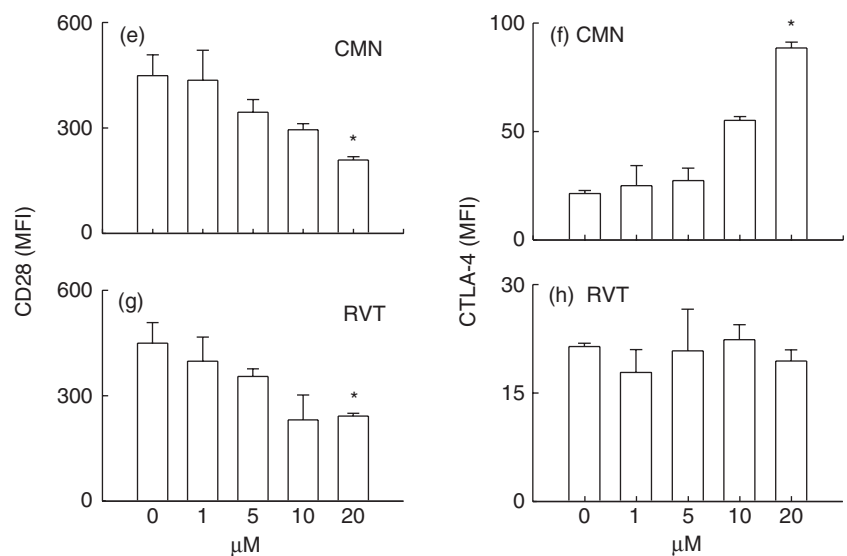 600
(e)
CMN
300
*
0
CD28 (MFI)
100
(f) CMN
*
50
0
CTLA-4 (MFI)
600
(g)
RVT
300
*
0
0 1 5 10 20
μM
30
(h) RVT
15
00
0 1 5 10 20
μM